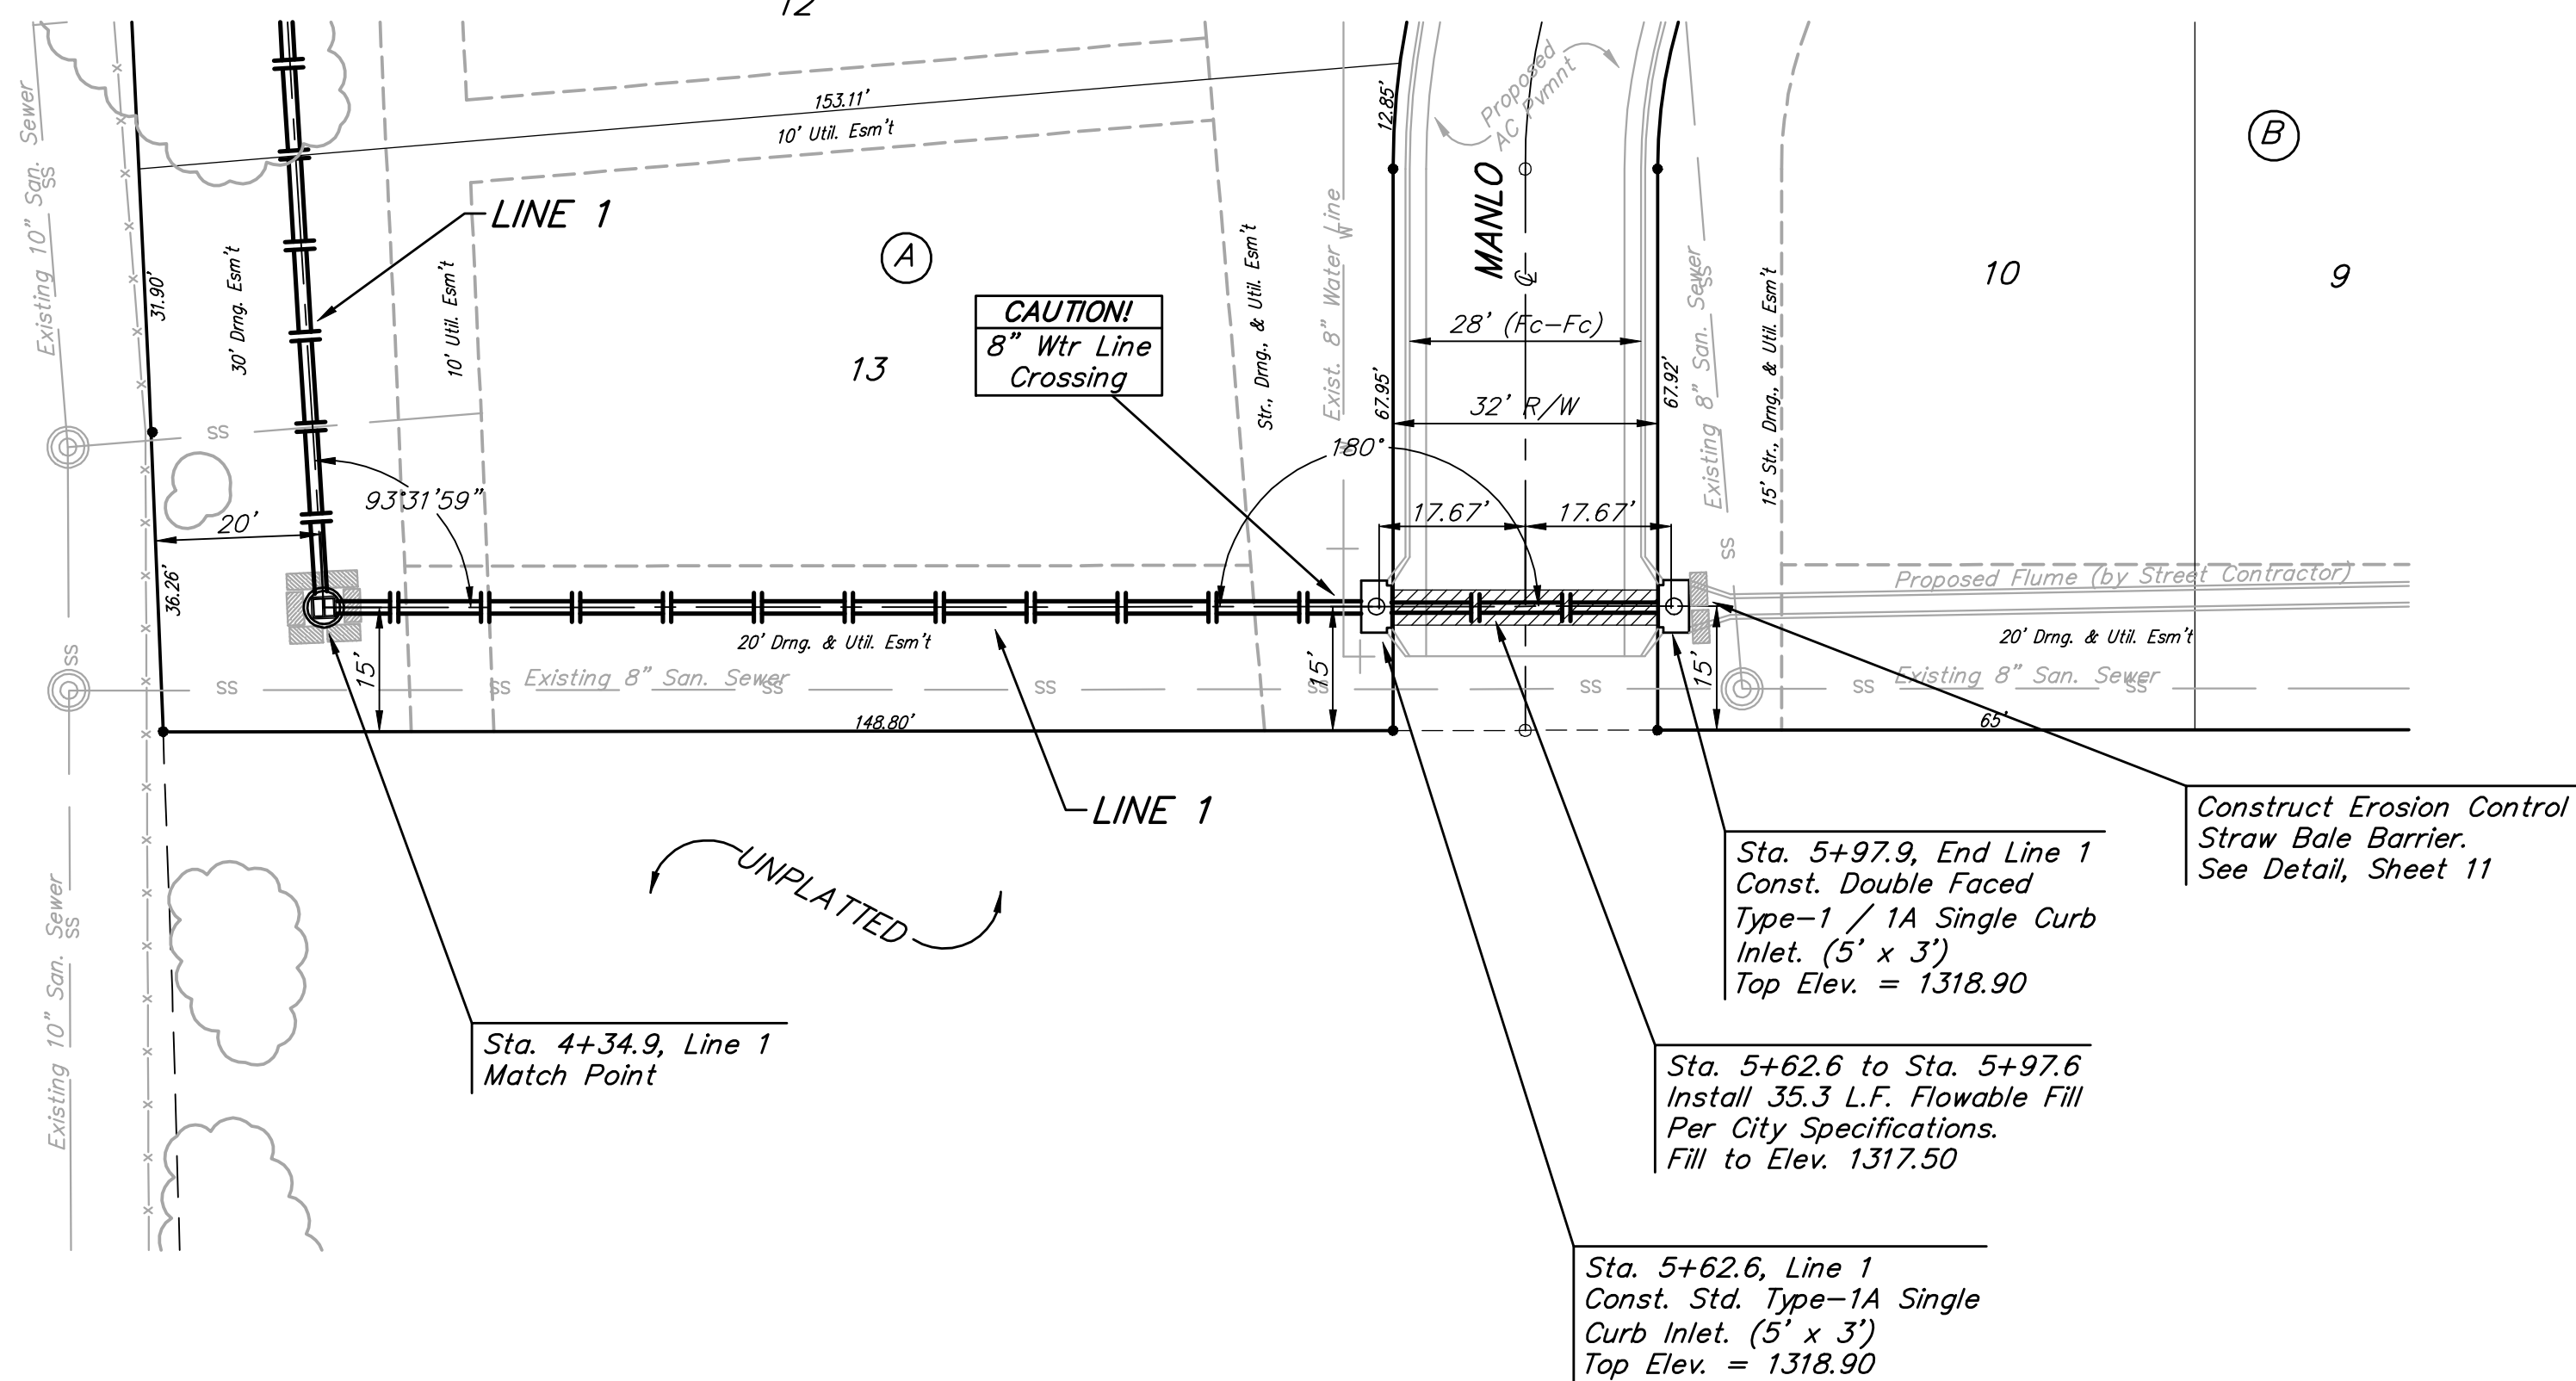 12
153.11'
10' Util. Esm't
12.85'
Proposed
AC Pvmnt
B
Existing 10" San. Sewer
SS
LINE 1
31.90'
30' Drng. Esm't
10' Util. Esm't
A
13
CAUTION!
8" Wtr Line
Crossing
Str., Drng., & Util. Esm't
Exist. 8" Water Line
W
W
MANLO
℄
28' (Fc-Fc)
67.95'
32' R/W
67.92'
180°
17.67'
17.67'
Existing 8" San. Sewer
SS
SS
15' Str., Drng., & Util. Esm't
10
9
SS
93°31'59"
20'
36.26'
15'
20' Drng. & Util. Esm't
15'
15'
Proposed Flume (by Street Contractor)
20' Drng. & Util. Esm't
SS
SS
Existing 8" San. Sewer
SS
SS
SS
SS
SS
SS
Existing 8" San. Sewer
SS
148.80'
65'
LINE 1
UNPLATTED
Existing 10" San. Sewer
SS
Construct Erosion Control
Straw Bale Barrier.
See Detail, Sheet 11
Sta. 5+97.9, End Line 1
Const. Double Faced
Type-1 / 1A Single Curb
Inlet. (5' x 3')
Top Elev. = 1318.90
Sta. 4+34.9, Line 1
Match Point
Sta. 5+62.6 to Sta. 5+97.6
Install 35.3 L.F. Flowable Fill
Per City Specifications.
Fill to Elev. 1317.50
Sta. 5+62.6, Line 1
Const. Std. Type-1A Single
Curb Inlet. (5' x 3')
Top Elev. = 1318.90